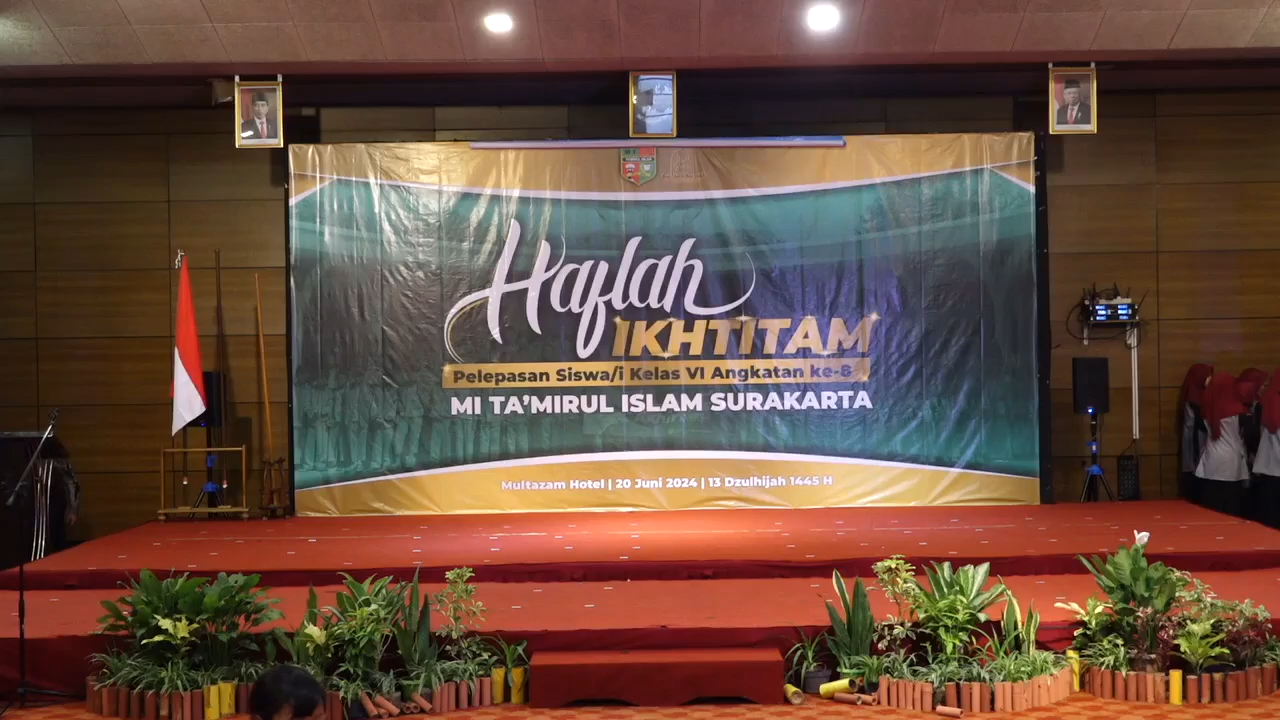 Haflah
IKHTITAM
Pelepasan Siswa/i Kelas VI Angkatan ke-8
MI TA'MIRUL ISLAM SURAKARTA
Multazam Hotel | 20 Juni 2024 | 13 Dzulhijah 1445 H